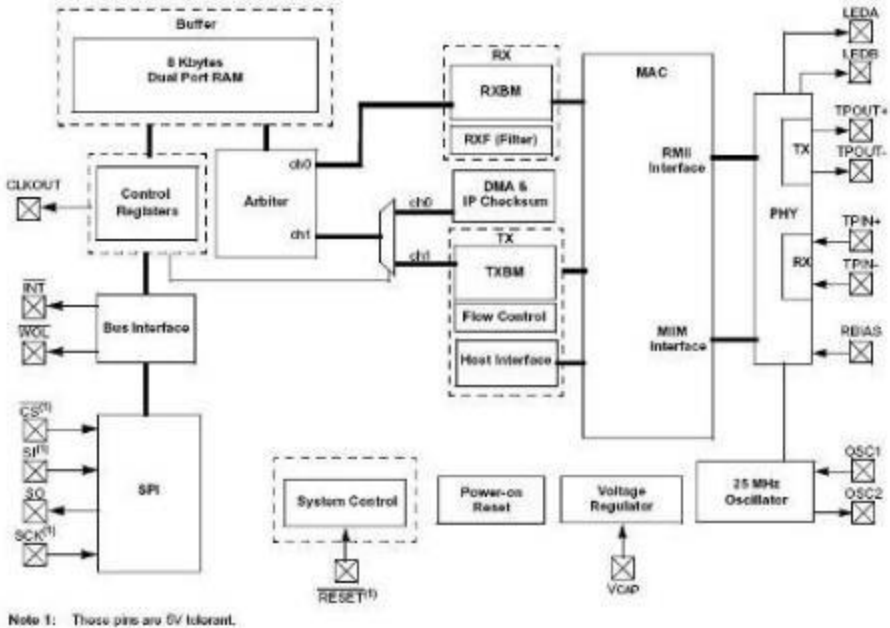 Buffer
8 Kbytes
Dual Port RAM
CLKOUT
Control
Registers
Arbiter
ch0
ch1
RX
RXBM
RXF (Filter)
ch0
DMA &
IP Checksum
ch1
TX
TXBM
Flow Control
Host Interface
MAC
RMII
Interface
MIIM
Interface
PHY
TX
RX
LEDA
LEDB
TPOUT+
TPOUT-
TPIN+
TPIN-
RBIAS
INT
WOL
Bus Interface
CS(1)
SI(1)
SO
SCK(1)
SPI
System Control
RESET(1)
Power-on
Reset
Voltage
Regulator
VCAP
25 MHz
Oscillator
OSC1
OSC2
Note 1: These pins are 5V tolerant.